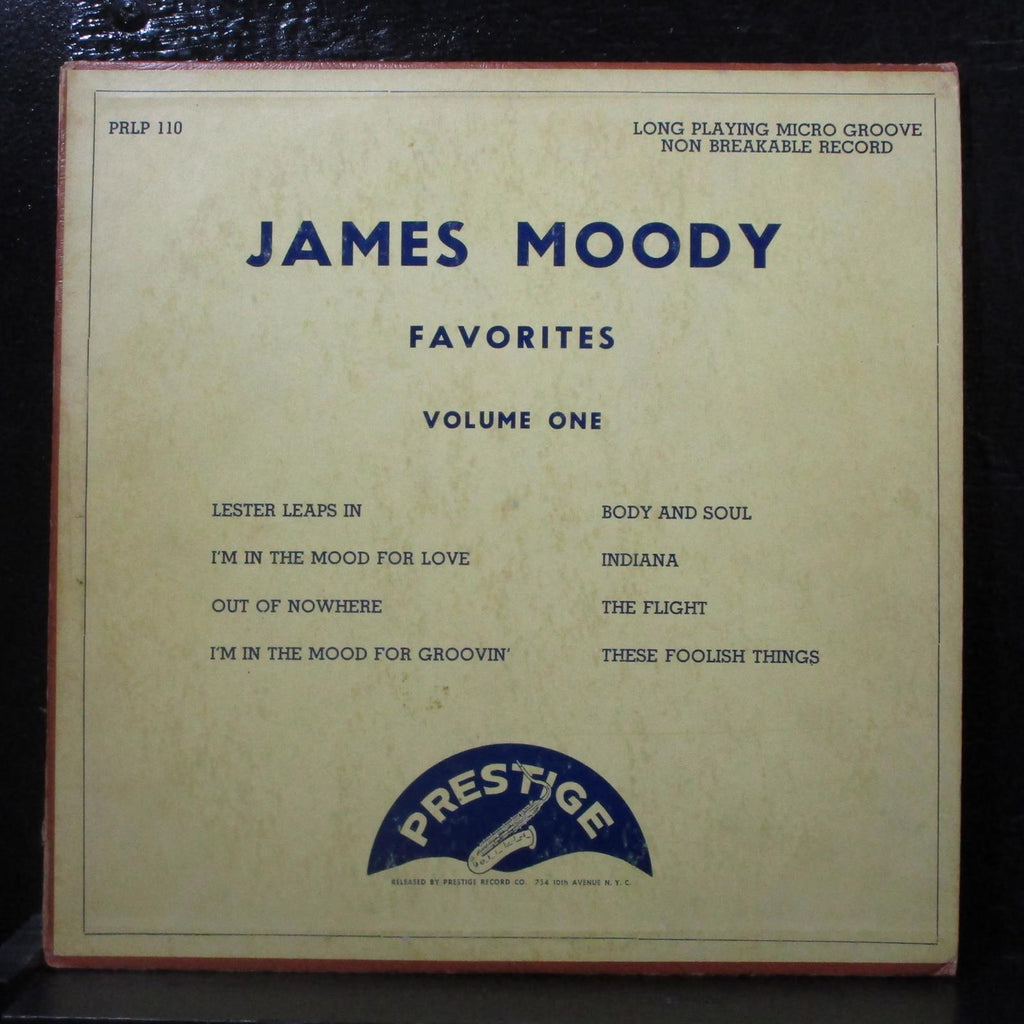 PRLP 110
LONG PLAYING MICRO GROOVE
NON BREAKABLE RECORD
JAMES MOODY
FAVORITES
VOLUME ONE
LESTER LEAPS IN
I'M IN THE MOOD FOR LOVE
OUT OF NOWHERE
I'M IN THE MOOD FOR GROOVIN'
BODY AND SOUL
INDIANA
THE FLIGHT
THESE FOOLISH THINGS
PRESTIGE
RELEASED BY PRESTIGE RECORD CO. 754 10th AVENUE N. Y. C.